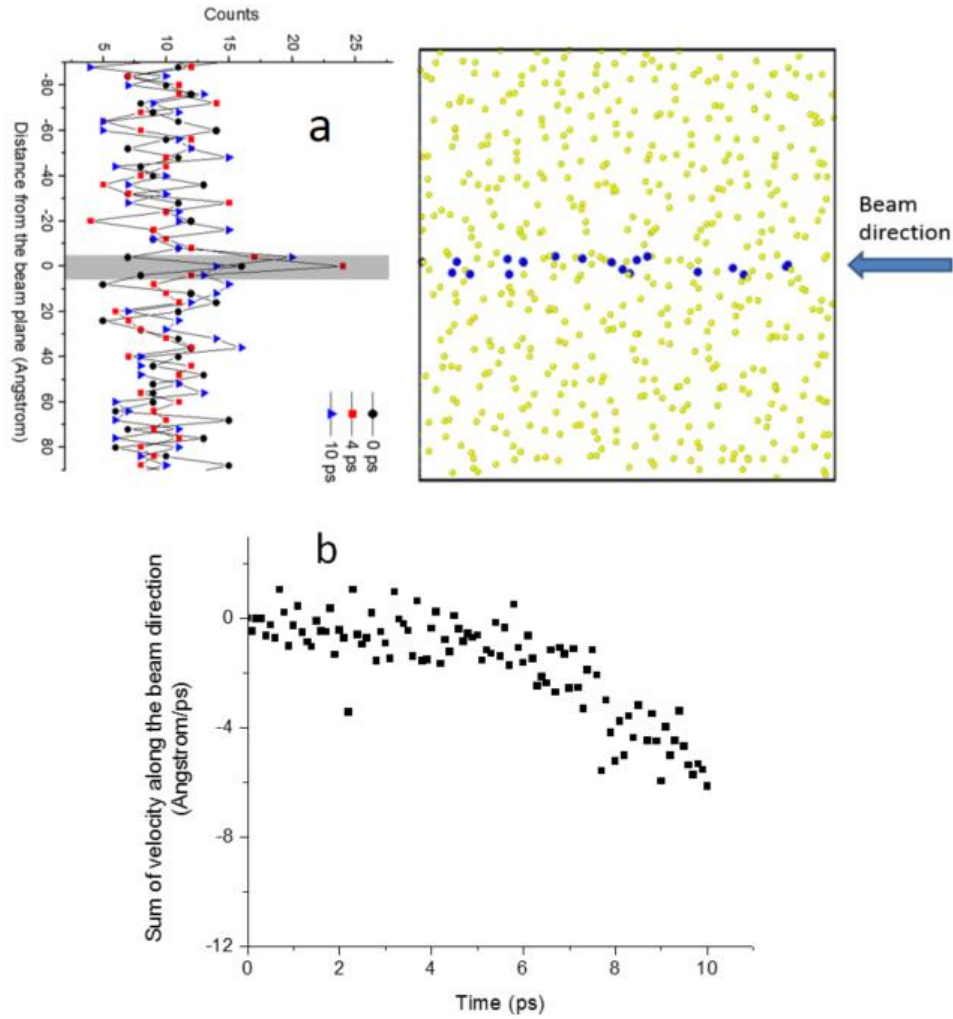 Counts
5 10 15 20 25
a
-80
-60
-40
-20
0
20
40
60
80
Distance from the beam plane (Angstrom)
0 ps
4 ps
10 ps
Beam
direction
b
0
-4
-8
-12
Sum of velocity along the beam direction
(Angstrom/ps)
0 2 4 6 8 10
Time (ps)